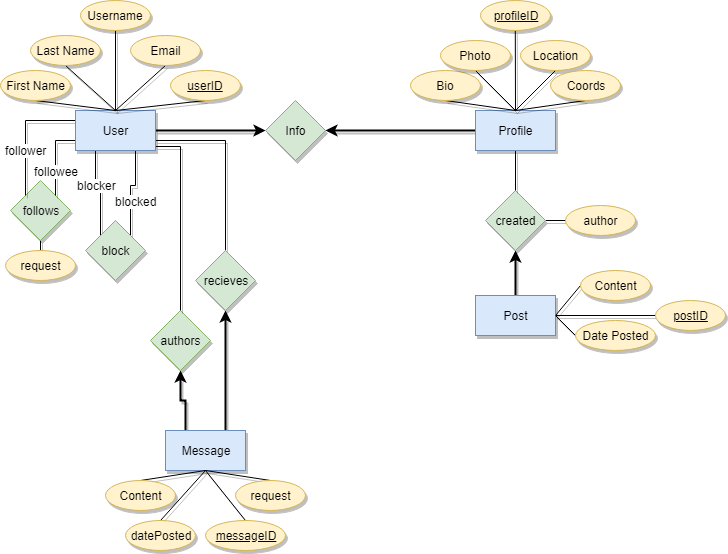 Username
profileID
Last Name
Email
Photo
Location
First Name
userID
Bio
Coords
User
Info
Profile
follower
followee
blocker
blocked
follows
created
author
block
request
recieves
Content
Post
postID
Date Posted
authors
Message
Content
request
datePosted
messageID